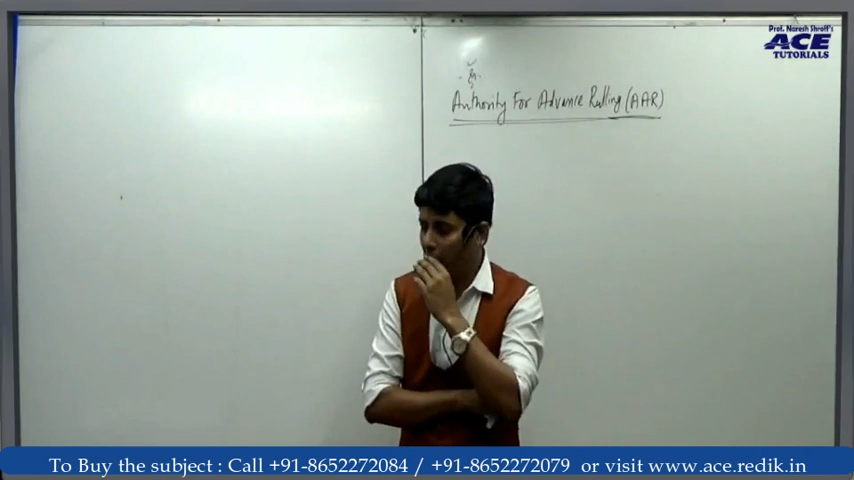 Prof. Naresh Shroff's
ACE
TUTORIALS
Authority For Advance Rulling (AAR)
To Buy the subject : Call +91-8652272084 / +91-8652272079 or visit www.ace.redik.in